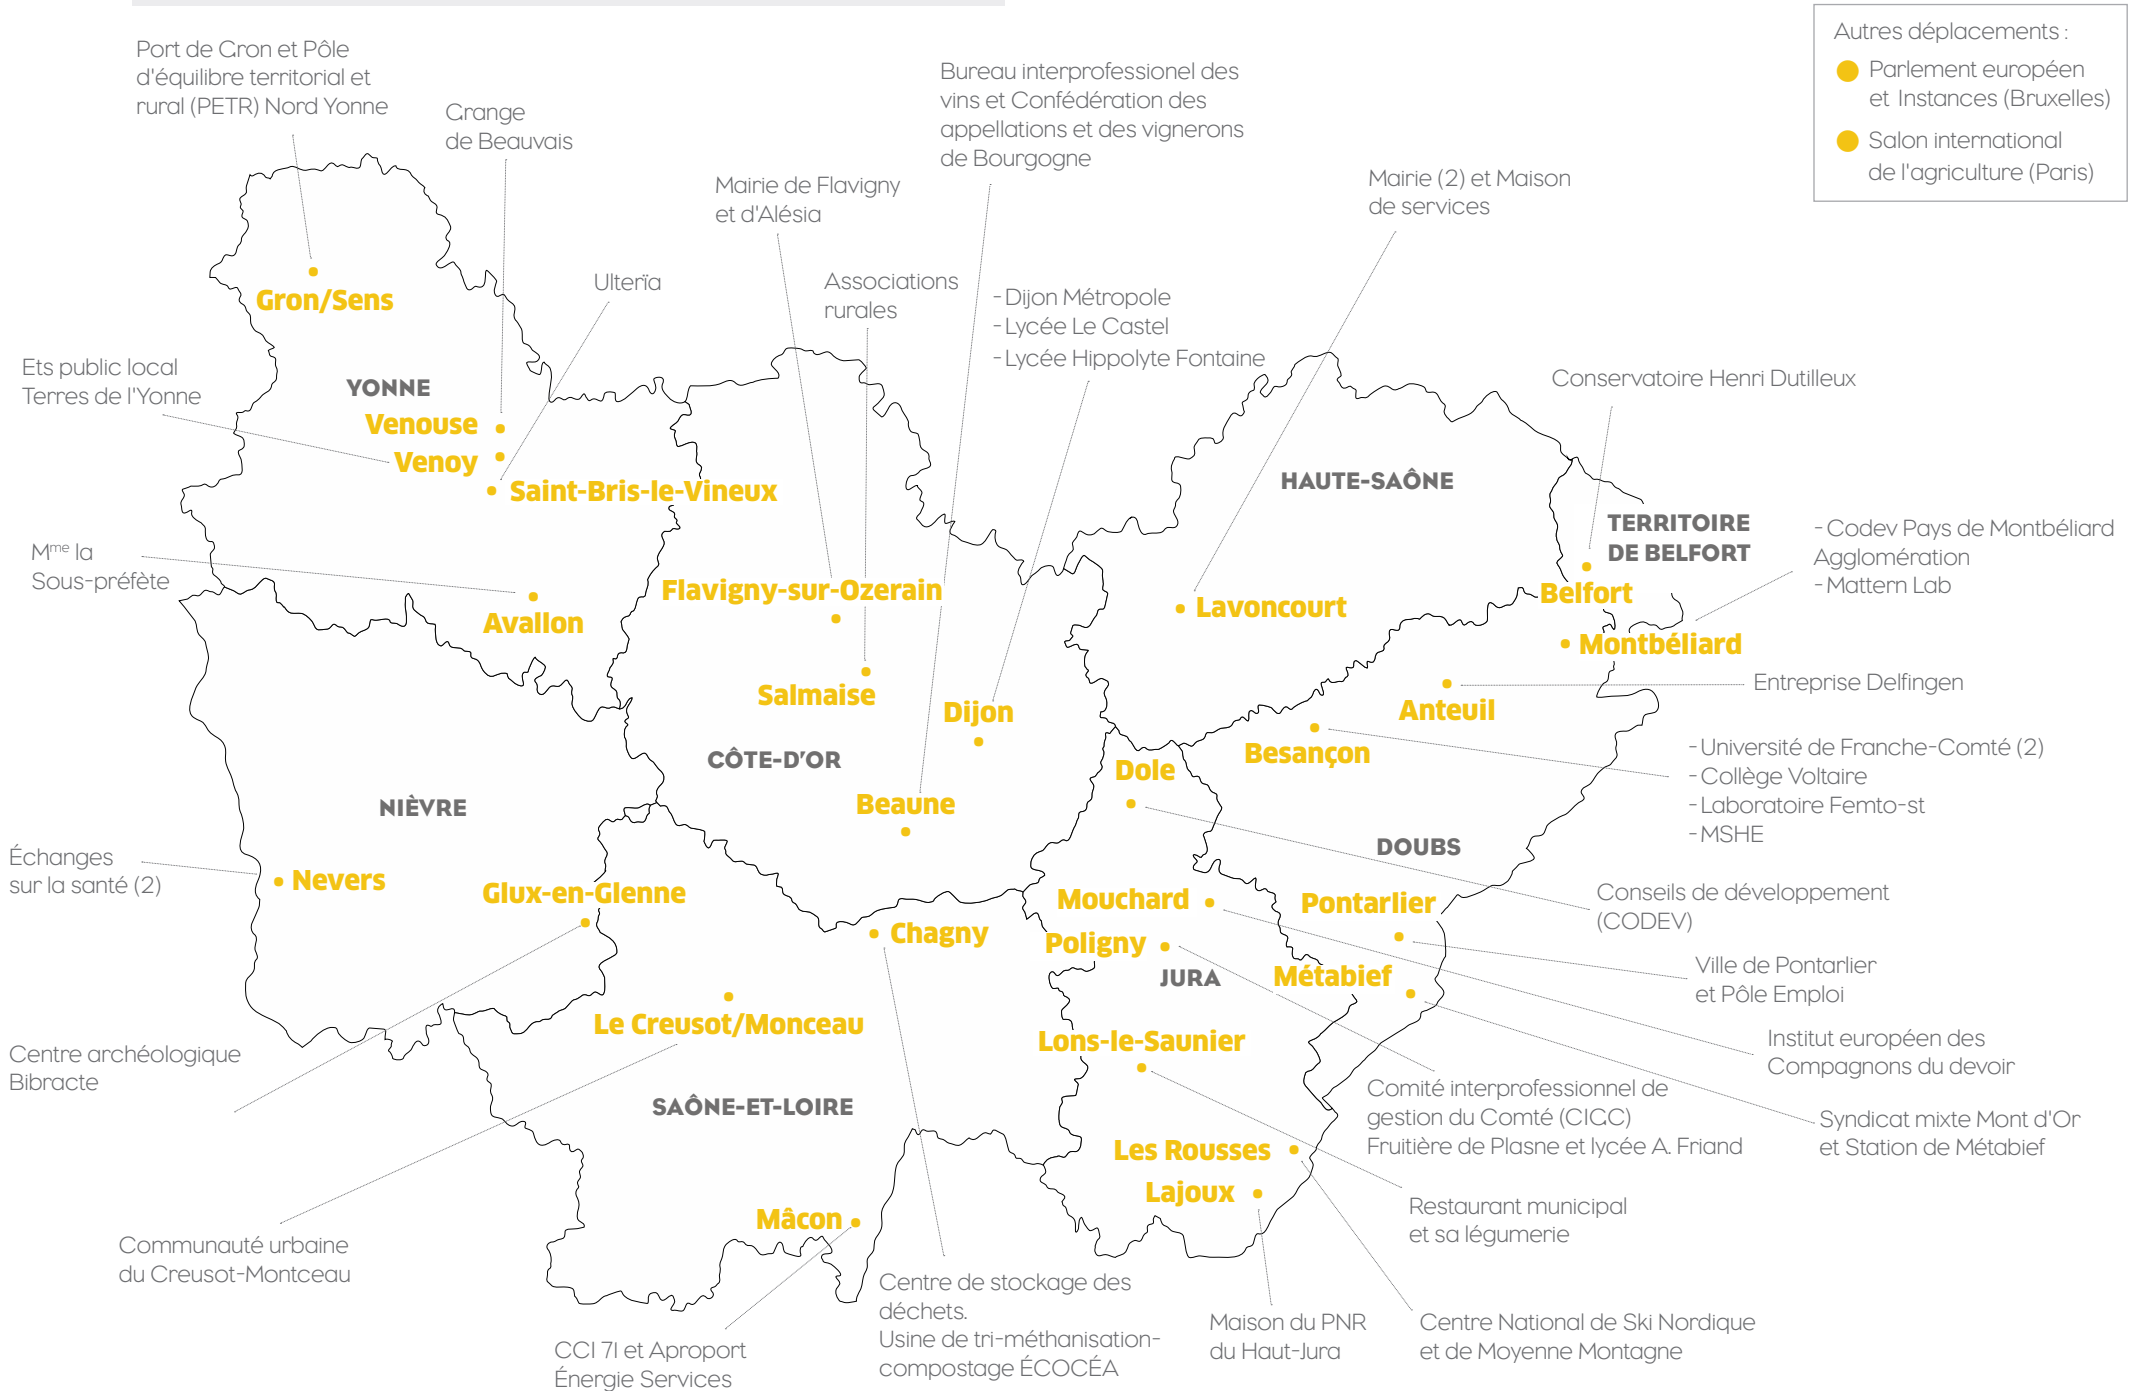 Autres déplacements :
Parlement européen
et Instances (Bruxelles)
Salon international
de l'agriculture (Paris)
Port de Gron et Pôle
d'équilibre territorial et
rural (PETR) Nord Yonne
Grange
de Beauvais
Bureau interprofessionel des
vins et Confédération des
appellations et des vignerons
de Bourgogne
Mairie de Flavigny
et d'Alésia
Mairie (2) et Maison
de services
Ulterïa
Associations
rurales
- Dijon Métropole
- Lycée Le Castel
- Lycée Hippolyte Fontaine
Gron/Sens
Ets public local
Terres de l'Yonne
YONNE
Venouse
Venoy
Saint-Bris-le-Vineux
Conservatoire Henri Dutilleux
HAUTE-SAÔNE
TERRITOIRE
DE BELFORT
- Codev Pays de Montbéliard
Agglomération
- Mattern Lab
Mme la
Sous-préfète
Avallon
Flavigny-sur-Ozerain
Lavoncourt
Belfort
Montbéliard
Salmaise
Dijon
Anteuil
Entreprise Delfingen
CÔTE-D'OR
Besançon
Dole
- Université de Franche-Comté (2)
- Collège Voltaire
- Laboratoire Femto-st
- MSHE
NIÈVRE
Beaune
DOUBS
Échanges
sur la santé (2)
Nevers
Glux-en-Glenne
Mouchard
Pontarlier
Conseils de développement
(CODEV)
Chagny
Poligny
JURA
Métabief
Ville de Pontarlier
et Pôle Emploi
Le Creusot/Monceau
Lons-le-Saunier
Institut européen des
Compagnons du devoir
Centre archéologique
Bibracte
SAÔNE-ET-LOIRE
Comité interprofessionnel de
gestion du Comté (CIGC)
Fruitière de Plasne et lycée A. Friand
Syndicat mixte Mont d'Or
et Station de Métabief
Les Rousses
Lajoux
Restaurant municipal
et sa légumerie
Mâcon
Communauté urbaine
du Creusot-Montceau
Centre de stockage des
déchets.
Usine de tri-méthanisation-
compostage ÉCOCÉA
CCI 71 et Aproport
Énergie Services
Maison du PNR
du Haut-Jura
Centre National de Ski Nordique
et de Moyenne Montagne